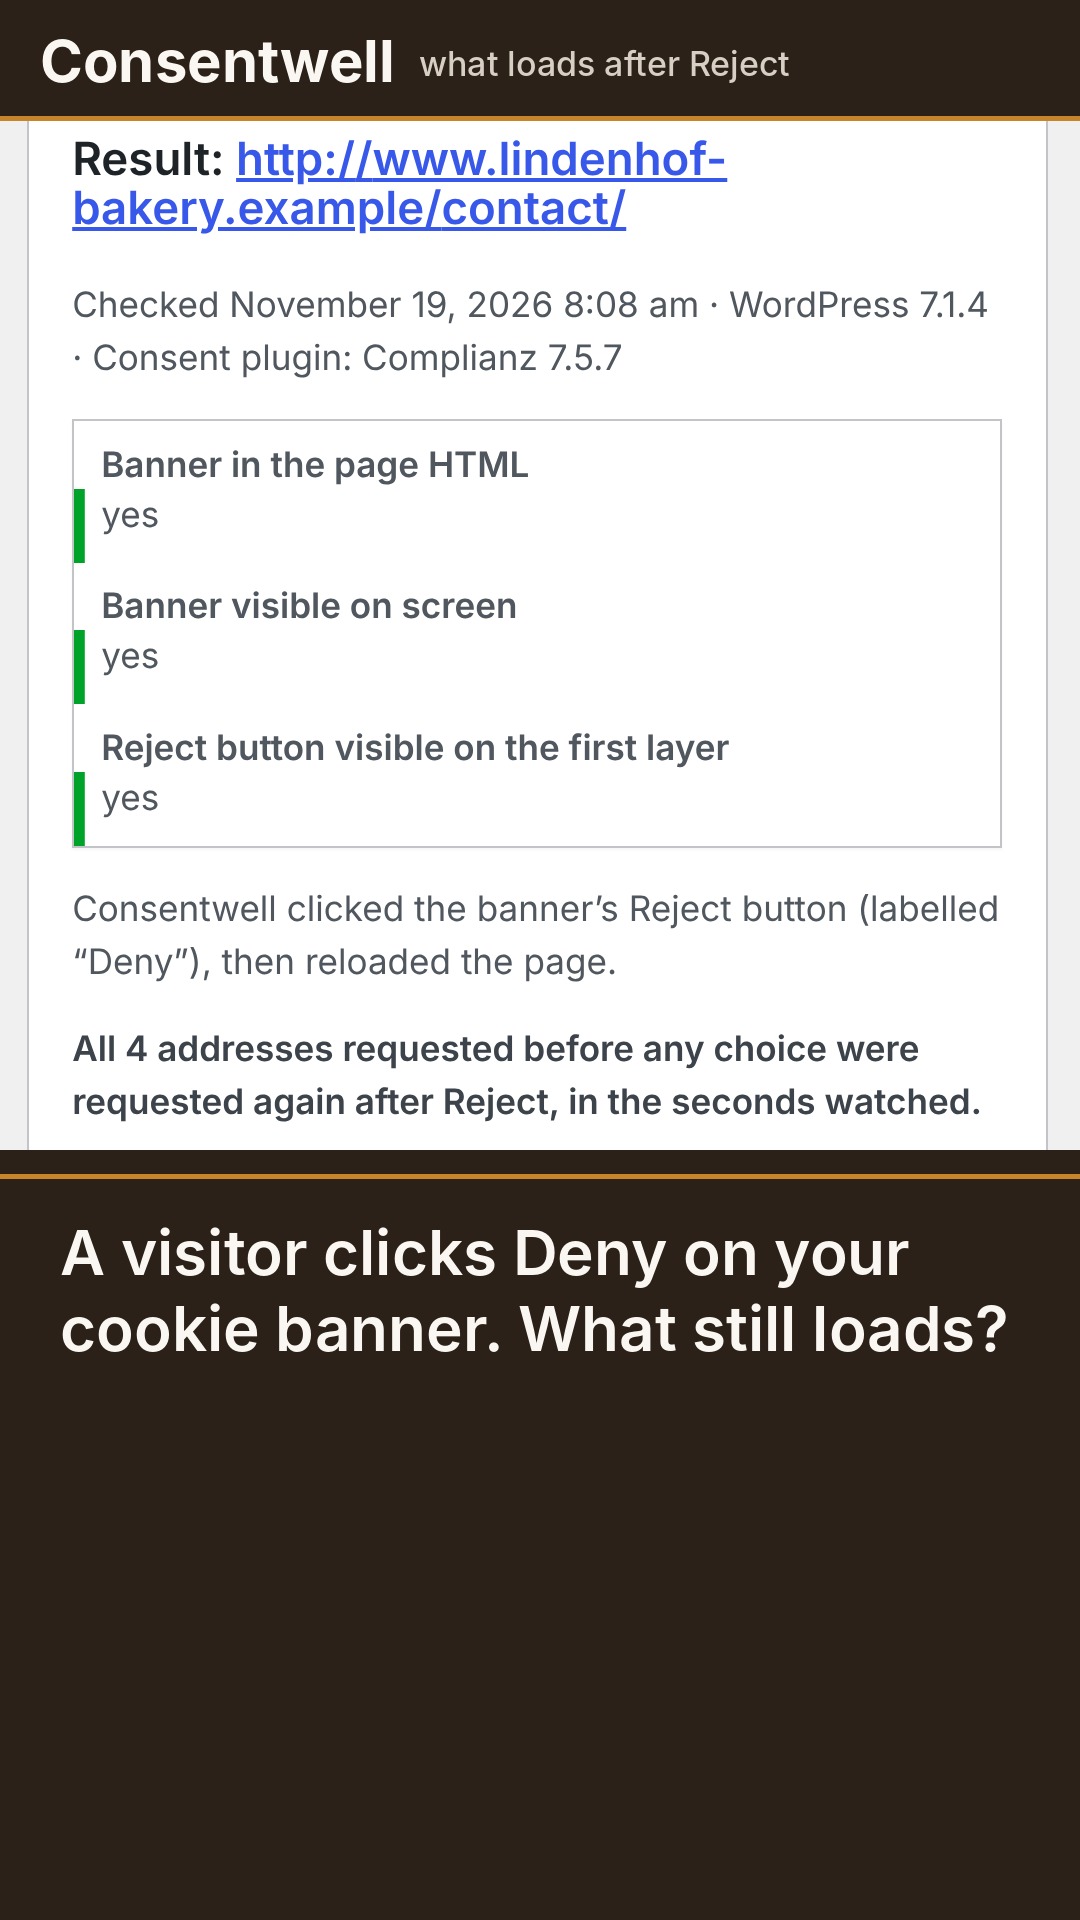 Consentwell what loads after Reject
Result: http://www.lindenhof-
bakery.example/contact/
Checked November 19, 2026 8:08 am · WordPress 7.1.4
· Consent plugin: Complianz 7.5.7
Banner in the page HTML
yes
Banner visible on screen
yes
Reject button visible on the first layer
yes
Consentwell clicked the banner’s Reject button (labelled
“Deny”), then reloaded the page.
All 4 addresses requested before any choice were
requested again after Reject, in the seconds watched.
A visitor clicks Deny on your
cookie banner. What still loads?